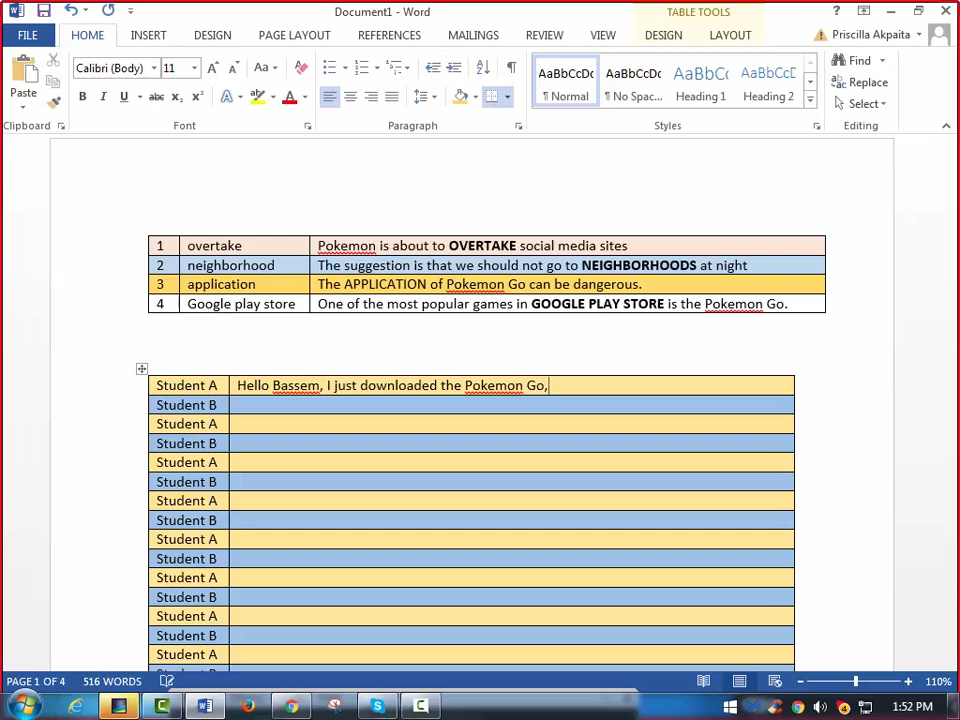 Document1 - Word
TABLE TOOLS
FILE
HOME
INSERT
DESIGN
PAGE LAYOUT
REFERENCES
MAILINGS
REVIEW
VIEW
DESIGN
LAYOUT
Priscilla Akpaita
Paste
Calibri (Body)
11
Aa
B I U abc X₂ X²
AaBbCcDc
¶ Normal
AaBbCcDc
¶ No Spac...
AaBbCc
Heading 1
AaBbCcD
Heading 2
Find
Replace
Select
Clipboard
Font
Paragraph
Styles
Editing
1 overtake Pokemon is about to OVERTAKE social media sites
2 neighborhood The suggestion is that we should not go to NEIGHBORHOODS at night
3 application The APPLICATION of Pokemon Go can be dangerous.
4 Google play store One of the most popular games in GOOGLE PLAY STORE is the Pokemon Go.
Student A Hello Bassem, I just downloaded the Pokemon Go,
Student B
Student A
Student B
Student A
Student B
Student A
Student B
Student A
Student B
Student A
Student B
Student A
Student B
Student A
PAGE 1 OF 4
516 WORDS
110%
1:52 PM